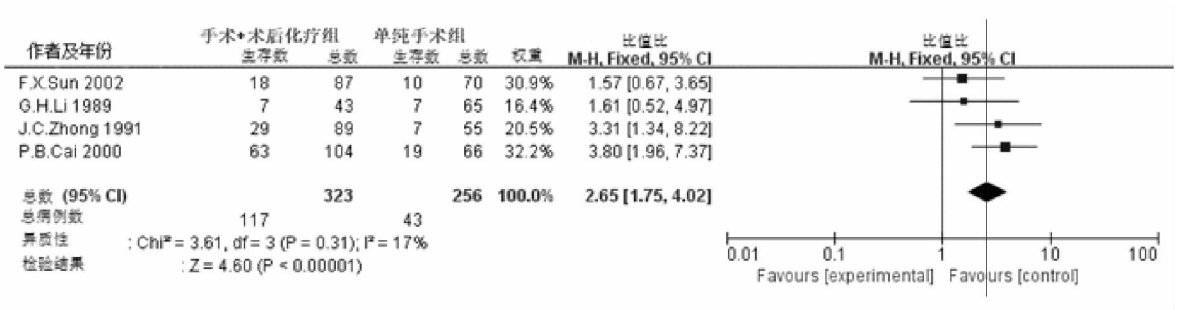 手术+术后化疗组 单纯手术组 比值比 比值比
作者及年份 生存数 总数 生存数 总数 权重 M-H, Fixed, 95% CI M-H, Fixed, 95% CI
F.X.Sun 2002 18 87 10 70 30.9% 1.57 [0.67, 3.65]
G.H.Li 1989 7 43 7 65 16.4% 1.61 [0.52, 4.97]
J.C.Zhong 1991 29 89 7 55 20.5% 3.31 [1.34, 8.22]
P.B.Cai 2000 63 104 19 66 32.2% 3.80 [1.96, 7.37]
总数 (95% CI) 323 256 100.0% 2.65 [1.75, 4.02]
总病例数 117 43
异质性 : Chi² = 3.61, df = 3 (P = 0.31); I² = 17%
检验结果 : Z = 4.60 (P < 0.00001)
0.01 0.1 1 10 100
Favours [experimental] Favours [control]